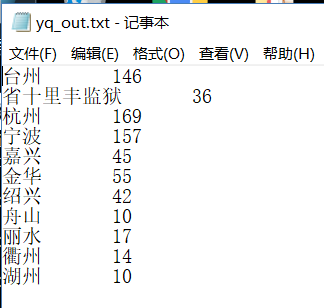 yq_out.txt - 记事本
文件(F) 编辑(E) 格式(O) 查看(V) 帮助(H)
台州 146
省十里丰监狱 36
杭州 169
宁波 157
嘉兴 45
金华 55
绍兴 42
舟山 10
丽水 17
衢州 14
湖州 10